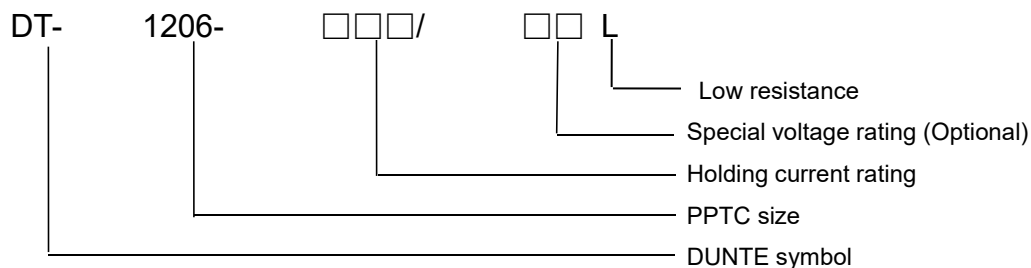 DT- 1206- □□□/ □□ L
Low resistance
Special voltage rating (Optional)
Holding current rating
PPTC size
DUNTE symbol